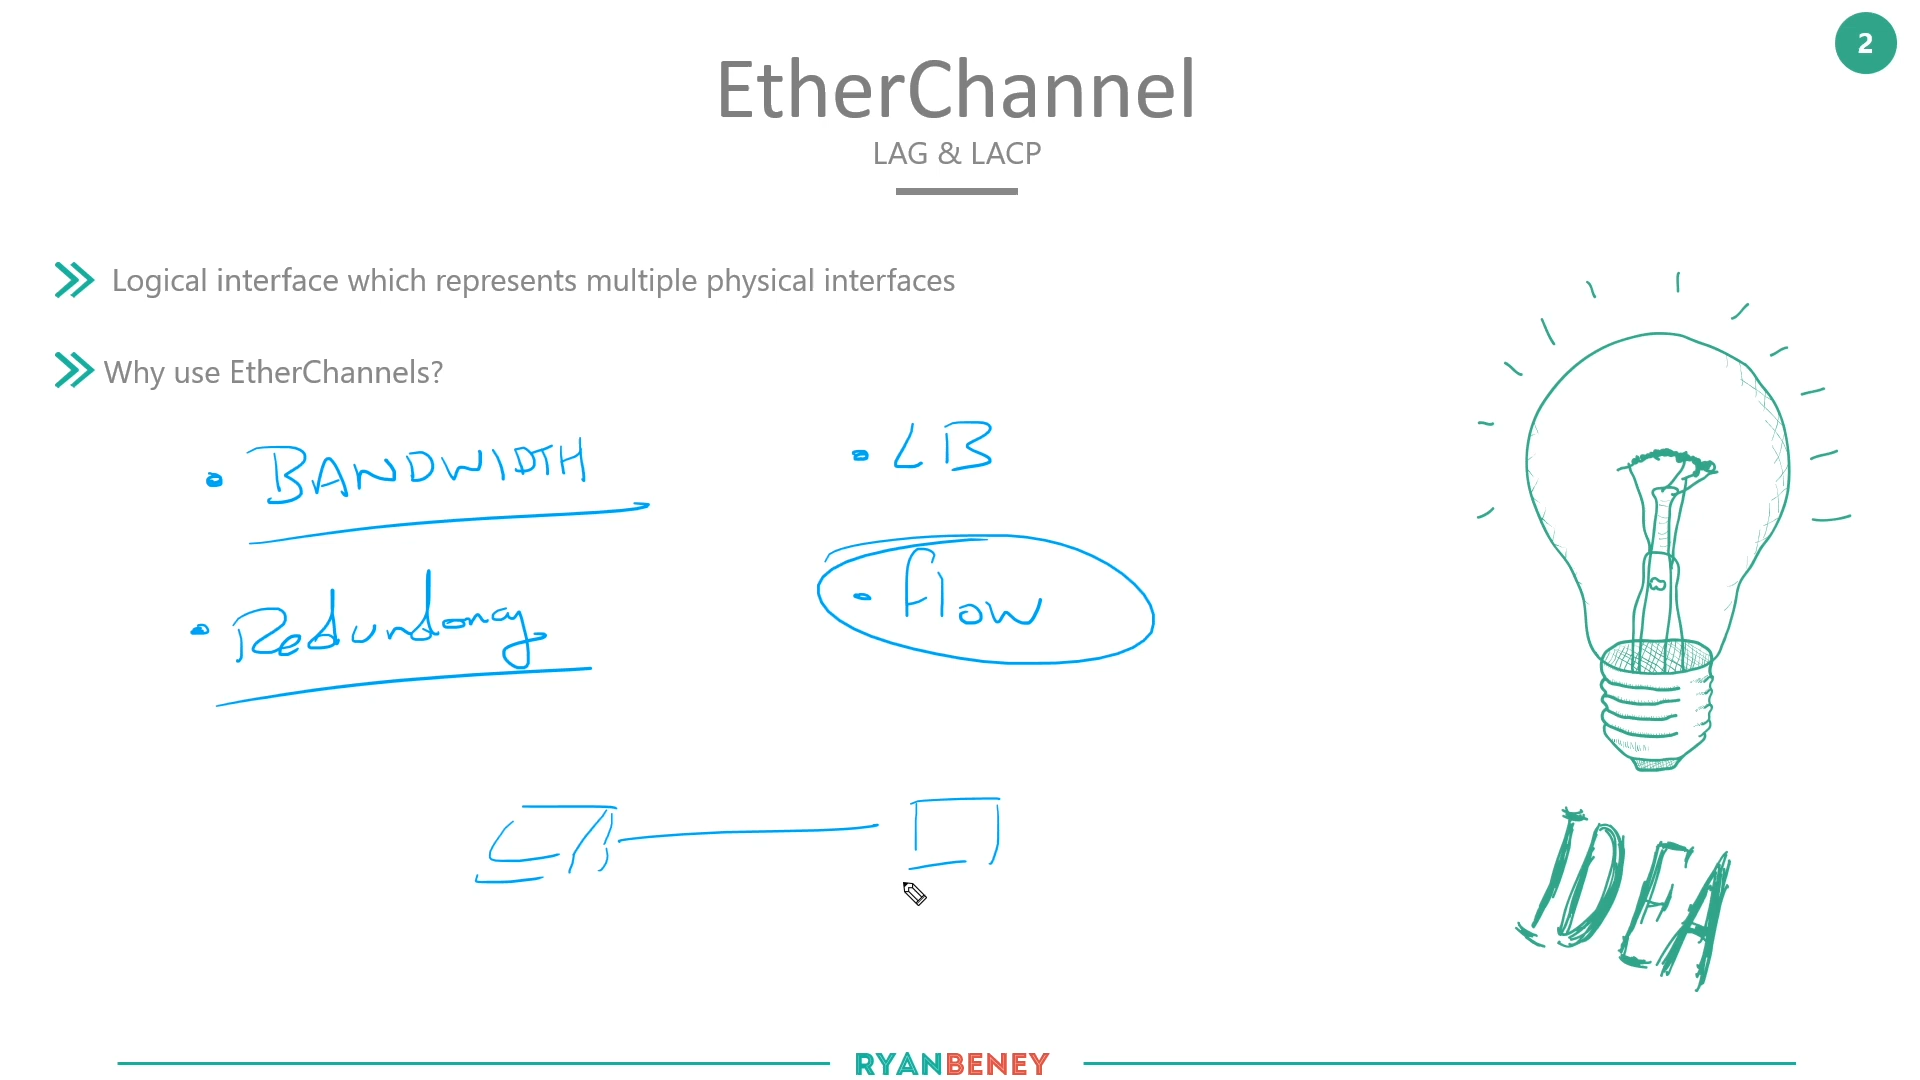 2
EtherChannel
LAG & LACP
Logical interface which represents multiple physical interfaces
Why use EtherChannels?
• BANDWIDTH
• LB
• Redundancy
• flow
IDEA
RYANBENEY